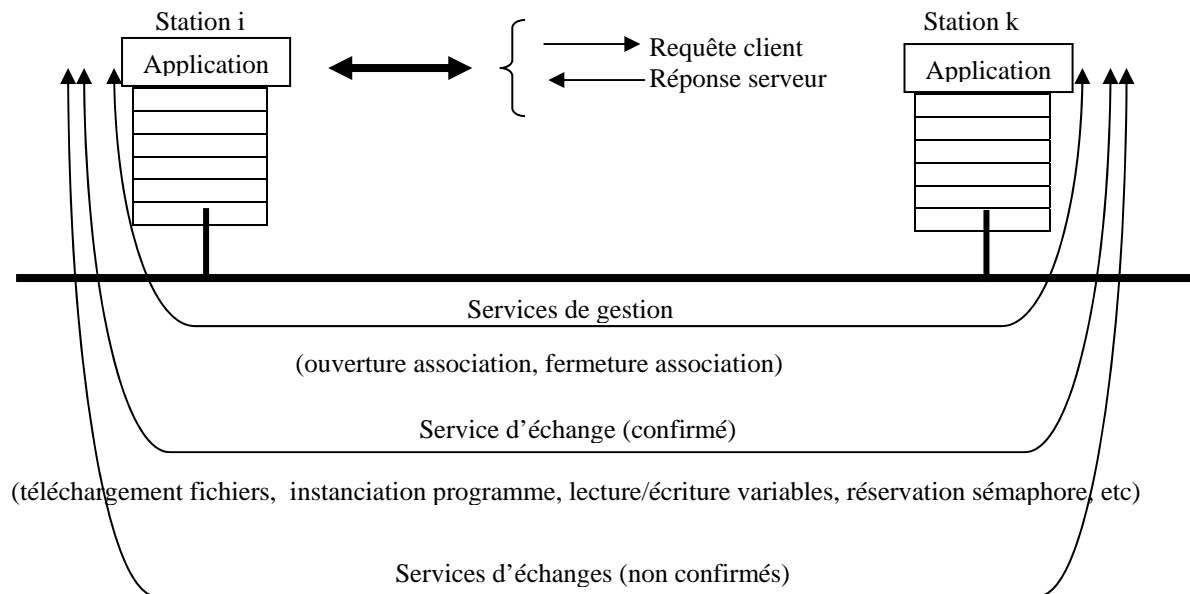 Station i
Station k
Application
Requête client
Réponse serveur
Application
Services de gestion
(ouverture association, fermeture association)
Service d’échange (confirmé)
(téléchargement fichiers, instanciation programme, lecture/écriture variables, réservation sémaphore, etc)
Services d’échanges (non confirmés)